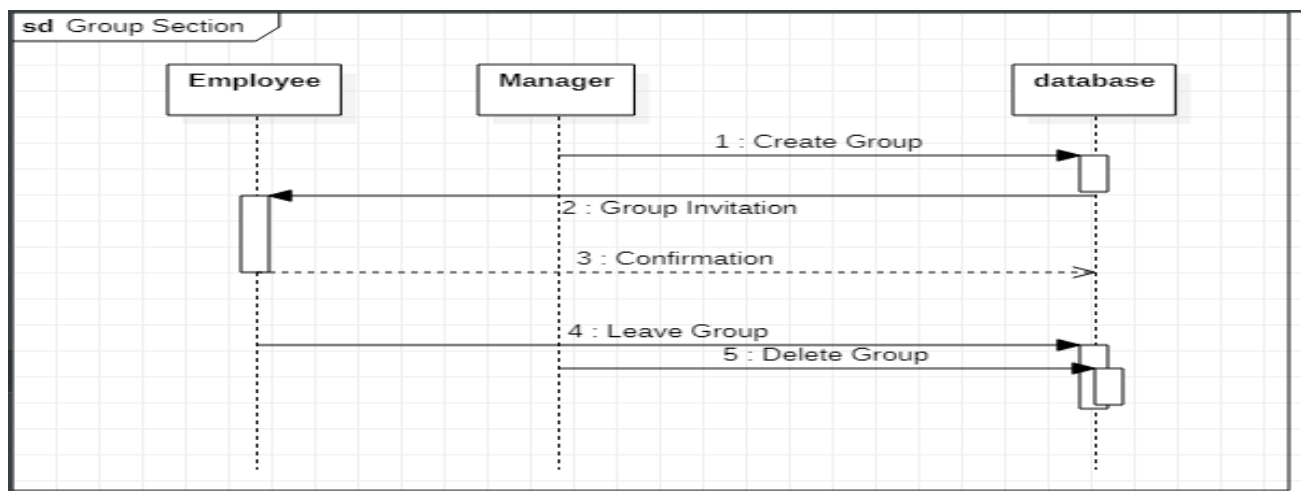 sd Group Section
Employee
Manager
database
1 : Create Group
2 : Group Invitation
3 : Confirmation
4 : Leave Group
5 : Delete Group